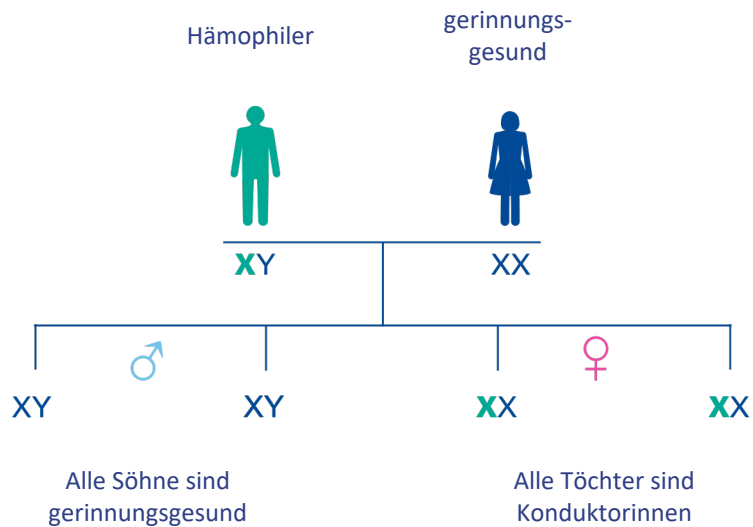 Hämophiler
gerinnungs-
gesund
XY
XX
XY
XY
XX
XX
Alle Söhne sind
gerinnungsgesund
Alle Töchter sind
Konduktorinnen